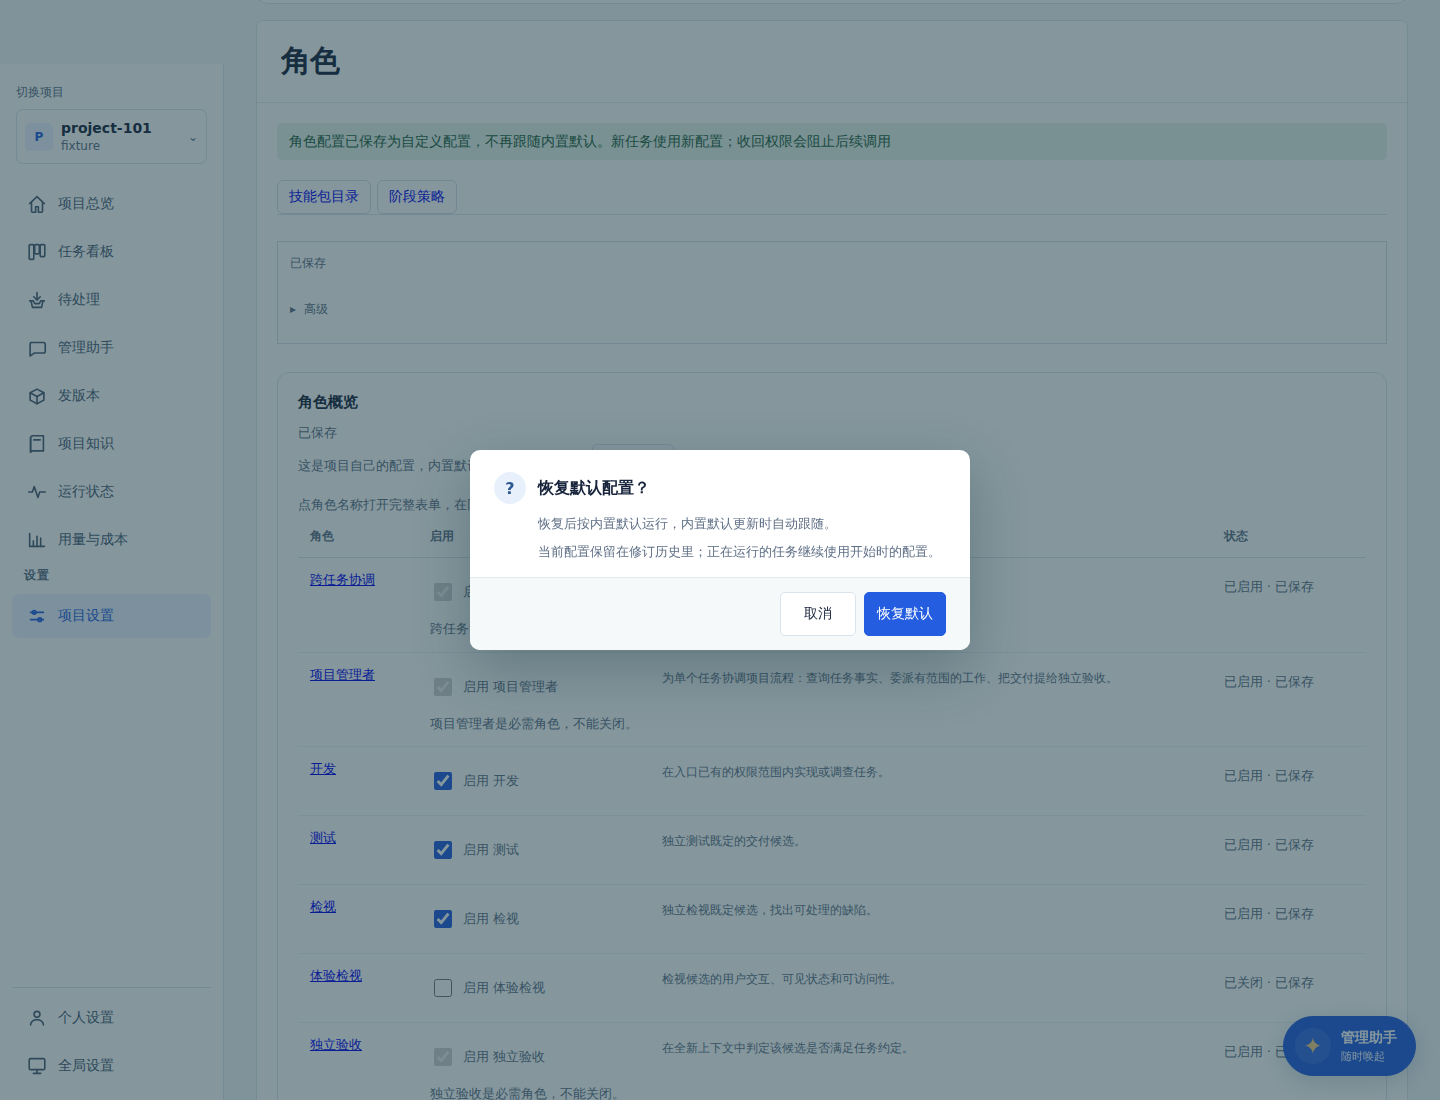 角色
切换项目
P
project-101
fixture
项目总览
任务看板
待处理
管理助手
发版本
项目知识
运行状态
用量与成本
设置
项目设置
个人设置
全局设置
角色配置已保存为自定义配置，不再跟随内置默认。新任务使用新配置；收回权限会阻止后续调用
技能包目录
阶段策略
已保存
▸ 高级
角色概览
已保存
这是项目自己的配置，内置默
点角色名称打开完整表单，在
角色 启用 状态
跨任务协调 已启用 · 已保存
跨任务
项目管理者 启用 项目管理者 为单个任务协调项目流程：查询任务事实、委派有范围的工作、把交付提给独立验收。 已启用 · 已保存
项目管理者是必需角色，不能关闭。
开发 启用 开发 在入口已有的权限范围内实现或调查任务。 已启用 · 已保存
测试 启用 测试 独立测试既定的交付候选。 已启用 · 已保存
检视 启用 检视 独立检视既定候选，找出可处理的缺陷。 已启用 · 已保存
体验检视 启用 体验检视 检视候选的用户交互、可见状态和可访问性。 已关闭 · 已保存
独立验收 启用 独立验收 在全新上下文中判定该候选是否满足任务约定。 已启用 ·
独立验收是必需角色，不能关闭。
?
恢复默认配置？
恢复后按内置默认运行，内置默认更新时自动跟随。
当前配置保留在修订历史里；正在运行的任务继续使用开始时的配置。
取消
恢复默认
管理助手
随时唤起